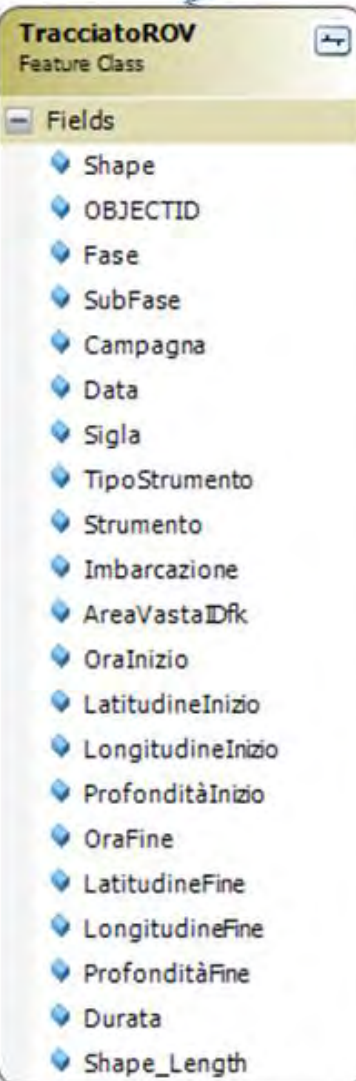 TracciatoROV
Feature Class
Fields
Shape
OBJECTID
Fase
SubFase
Campagna
Data
Sigla
TipoStrumento
Strumento
Imbarcazione
AreaVastaIDfk
OraInizio
LatitudineInizio
LongitudineInizio
ProfonditàInizio
OraFine
LatitudineFine
LongitudineFine
ProfonditàFine
Durata
Shape_Length